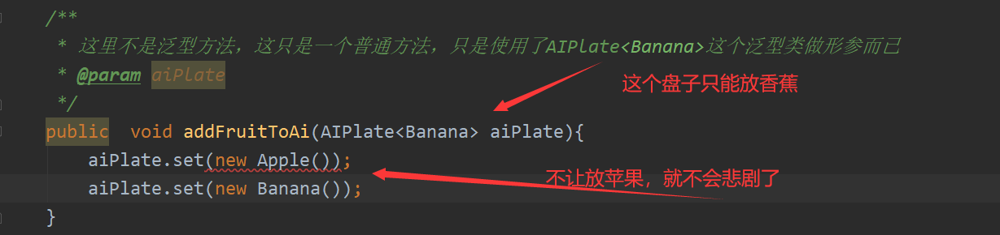 /**
* 这里不是泛型方法，这只是一个普通方法，只是使用了AIPlate<Banana>这个泛型类做形参而已
* @param aiPlate
这个盘子只能放香蕉
*/
public  void addFruitToAi(AIPlate<Banana> aiPlate){
aiPlate.set(new Apple());
不让放苹果，就不会悲剧了
aiPlate.set(new Banana());
}